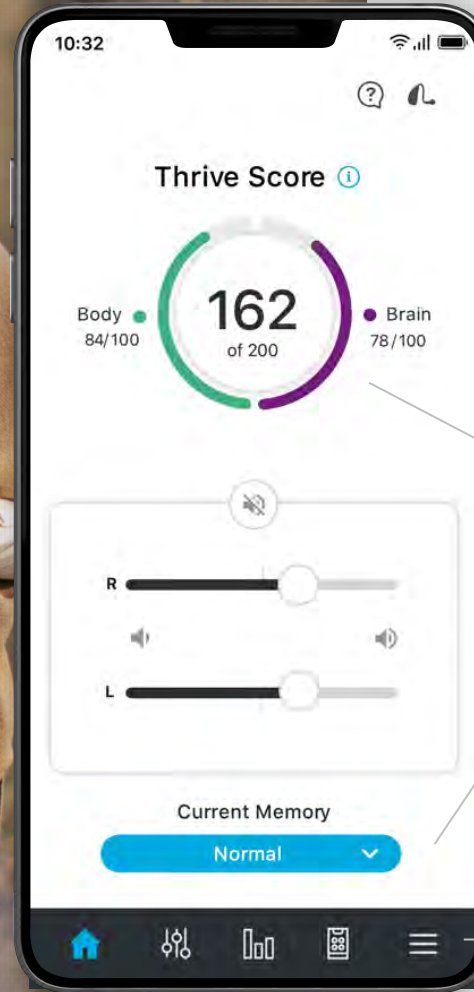 10:32
Thrive Score
162
of 200
Body
84/100
Brain
78/100
R
L
Current Memory
Normal